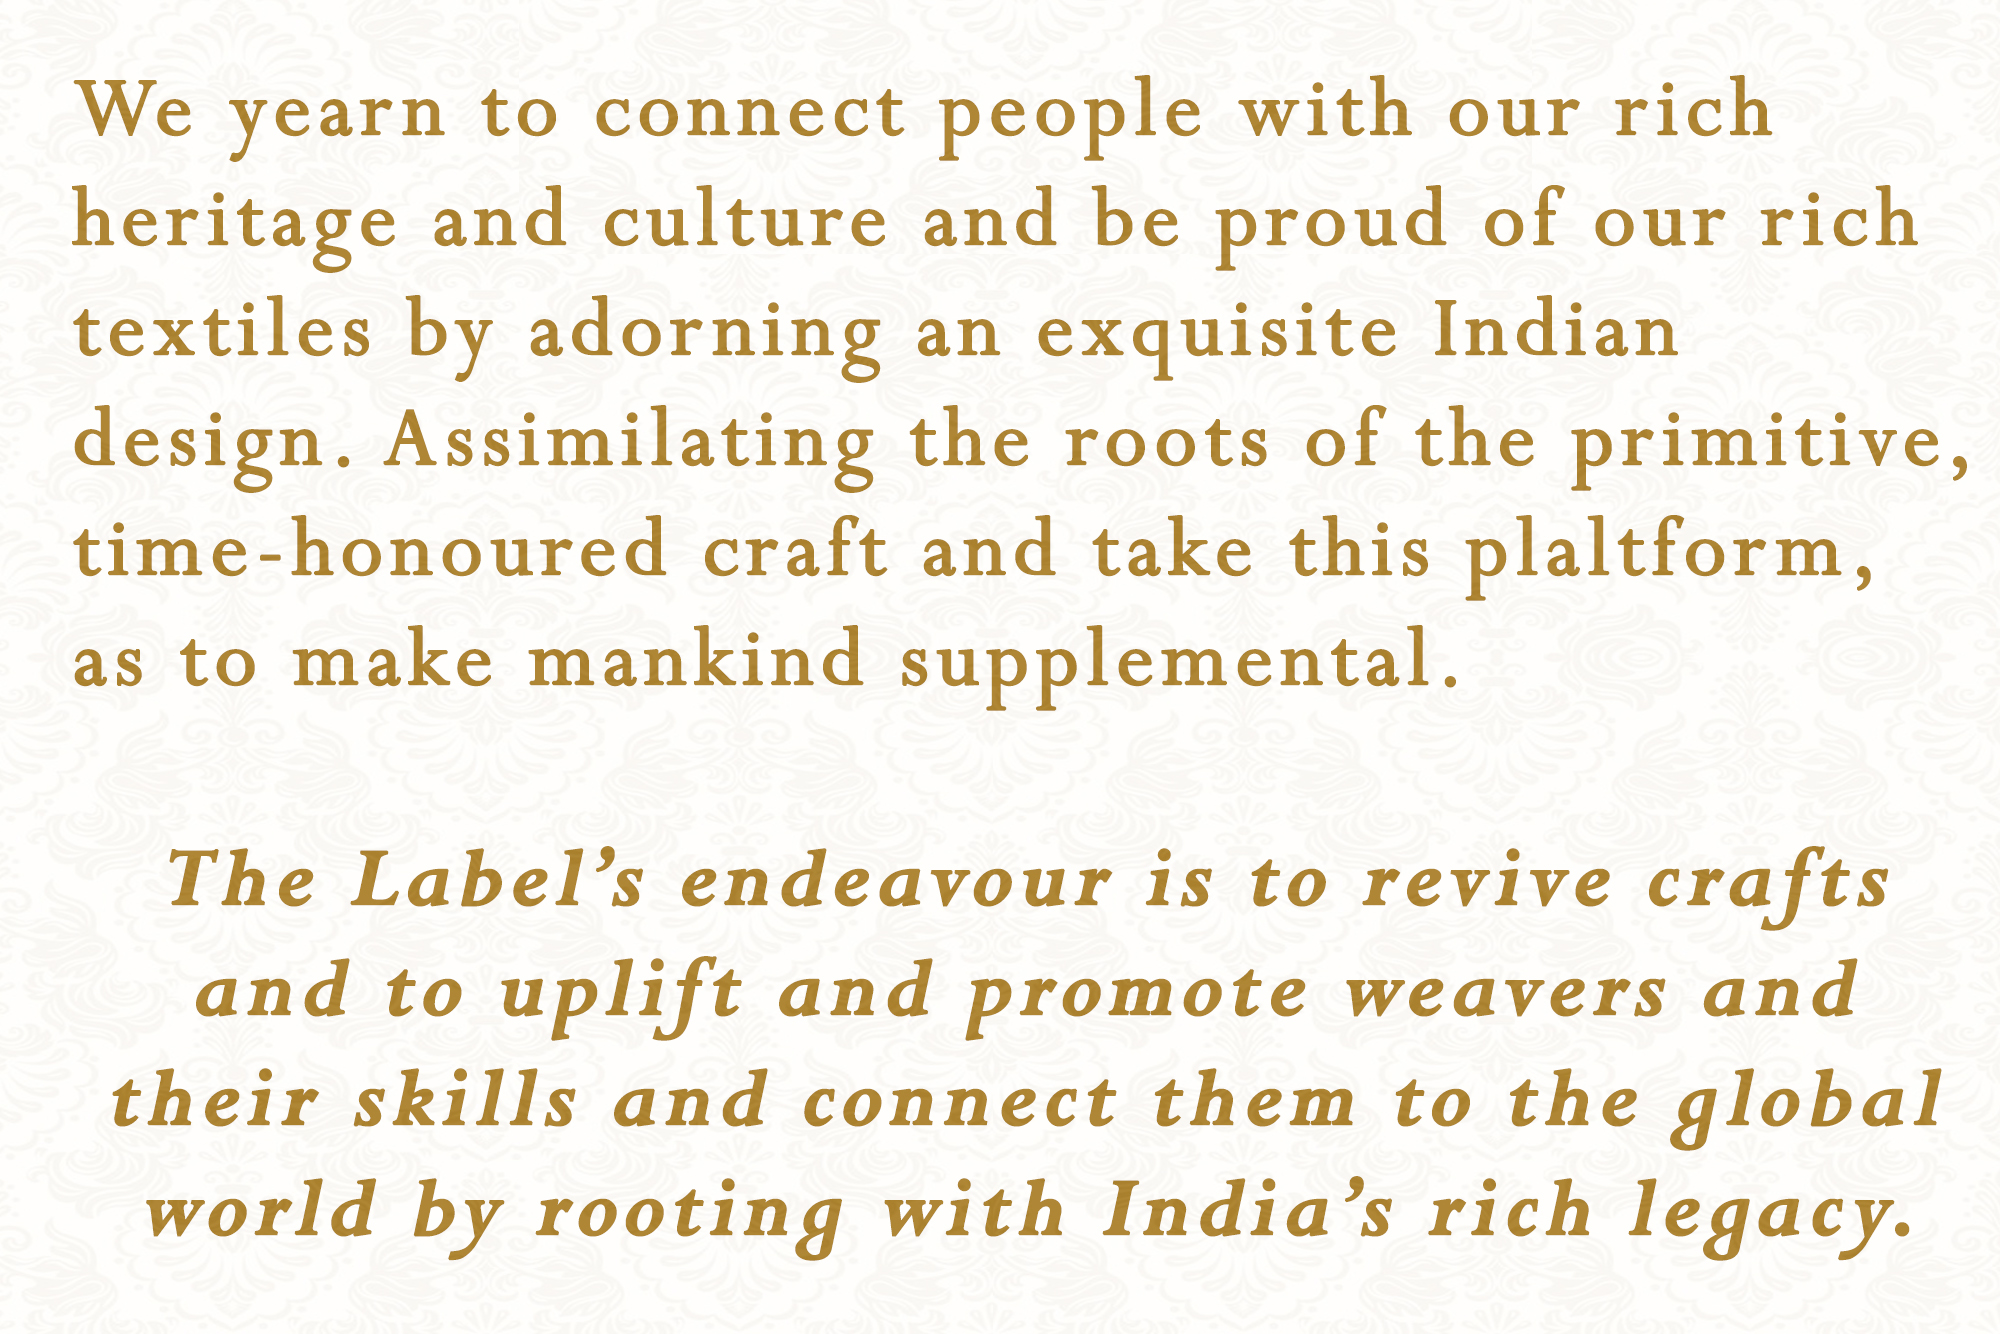 We yearn to connect people with our rich
heritage and culture and be proud of our rich
textiles by adorning an exquisite Indian
design. Assimilating the roots of the primitive,
time-honoured craft and take this plaltform,
as to make mankind supplemental.
The Label’s endeavour is to revive crafts
and to uplift and promote weavers and
their skills and connect them to the global
world by rooting with India’s rich legacy.